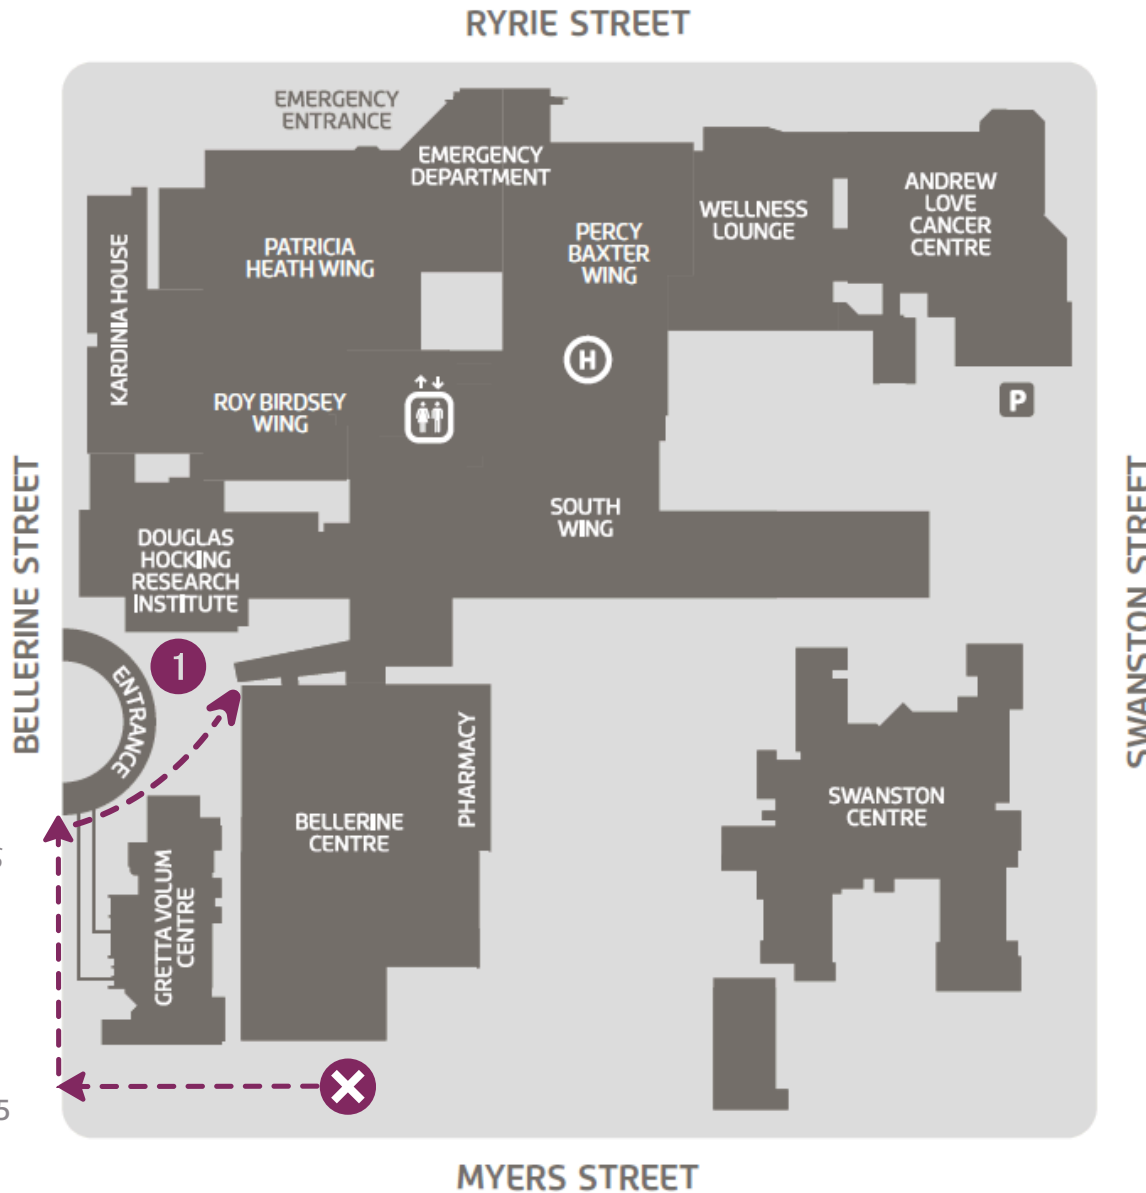 RYRIE STREET
EMERGENCY
ENTRANCE
EMERGENCY
DEPARTMENT
ANDREW
LOVE
CANCER
CENTRE
WELLNESS
LOUNGE
PERCY
BAXTER
WING
PATRICIA
HEATH WING
KARDINIA HOUSE
H
P
ROY BIRDSEY
WING
SOUTH
WING
BELLERINE STREET
SWANSTON STREET
DOUGLAS
HOCKING
RESEARCH
INSTITUTE
1
ENTRANCE
PHARMACY
BELLERINE
CENTRE
SWANSTON
CENTRE
GRETTA VOLUM
CENTRE
5
MYERS STREET